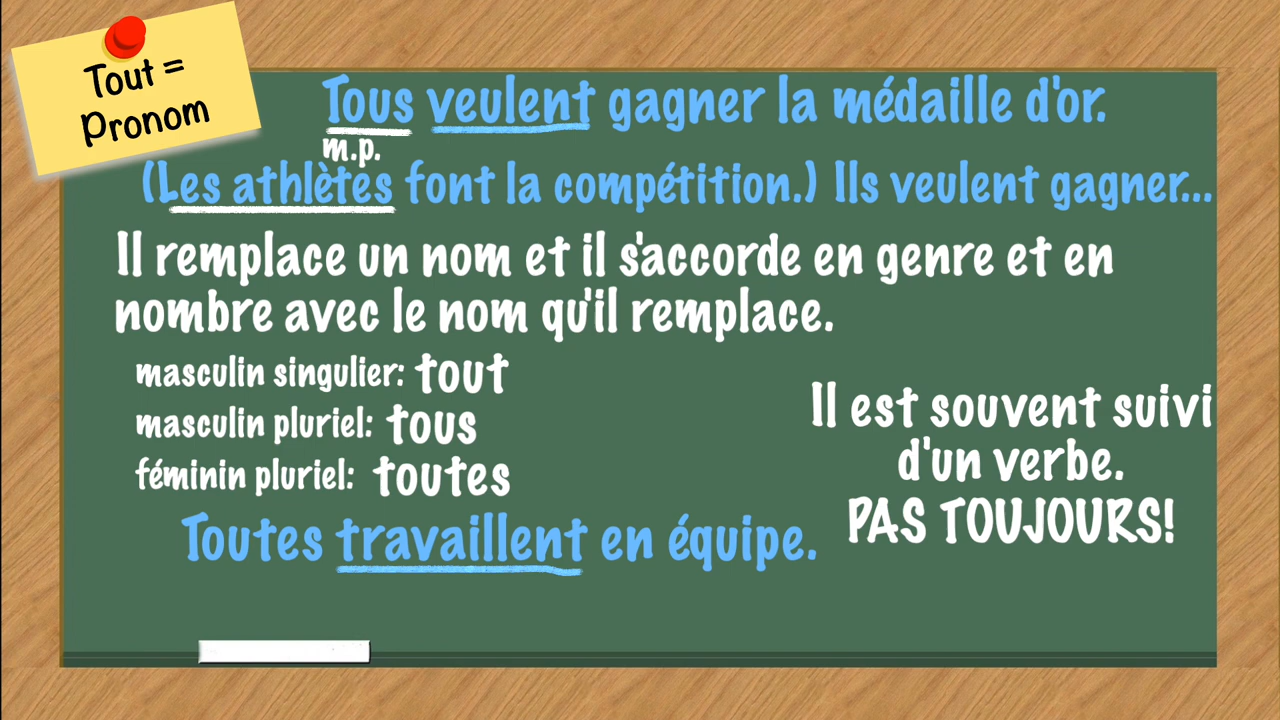 Tout =
Pronom
Tous veulent gagner la médaille d'or.
m.p.
(Les athlètes font la compétition.) Ils veulent gagner...
Il remplace un nom et il s'accorde en genre et en
nombre avec le nom qu'il remplace.
masculin singulier: tout
masculin pluriel: tous
féminin pluriel: toutes
Il est souvent suivi
d'un verbe.
PAS TOUJOURS!
Toutes travaillent en équipe.